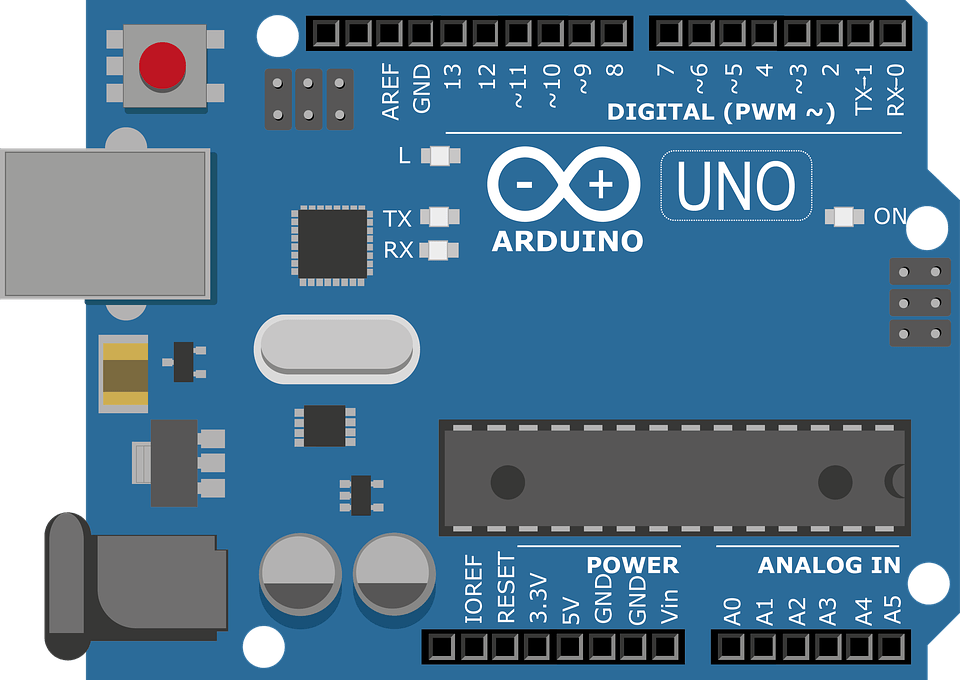 AREF GND 13 12 ~11 ~10 ~9 8 7 ~6 ~5 4 ~3 2 TX-1 RX-0
DIGITAL (PWM ~)
L
- +
UNO
TX
ON
RX
ARDUINO
POWER
ANALOG IN
IOREF RESET 3.3V 5V GND GND Vin A0 A1 A2 A3 A4 A5